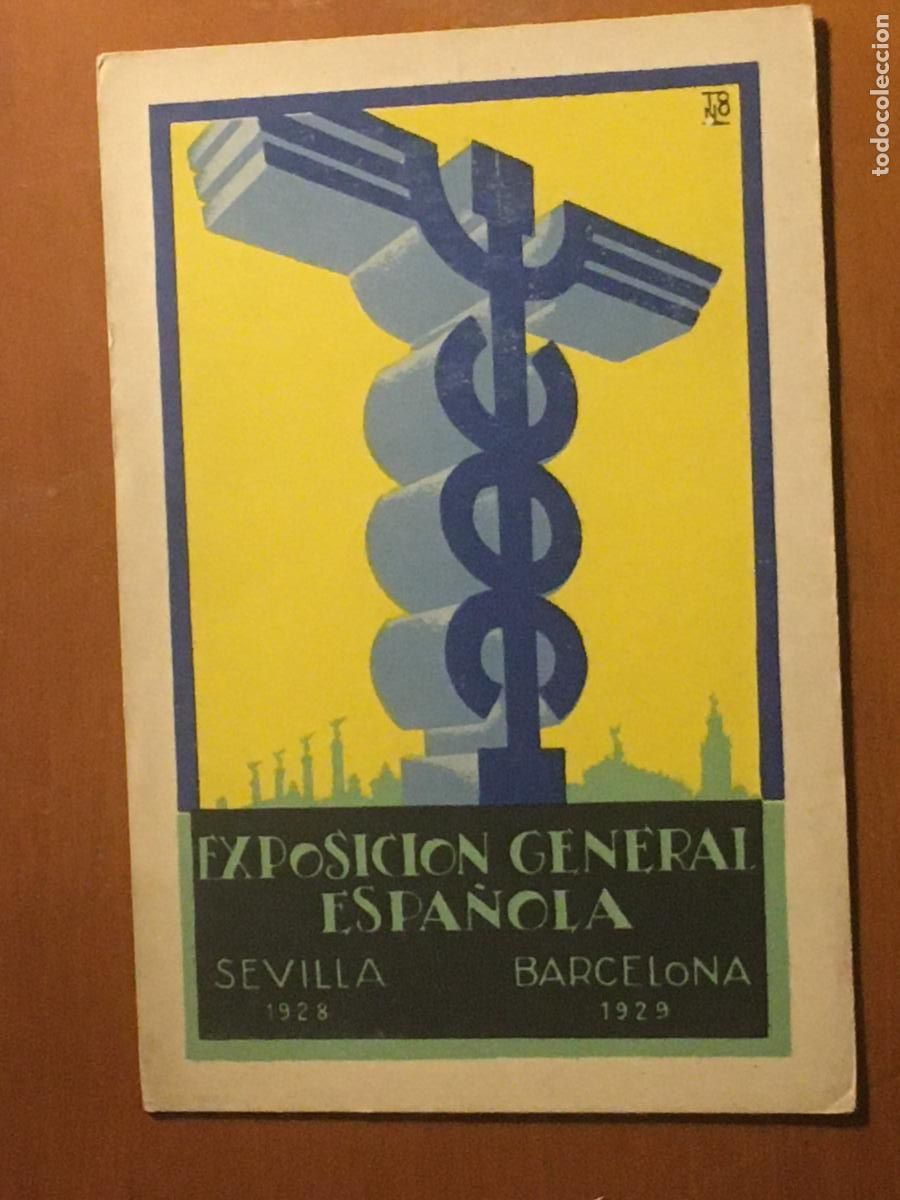 todocoleccion
EXPOSICION GENERAL
ESPAÑOLA
SEVILLA BARCELONA
1928 1929